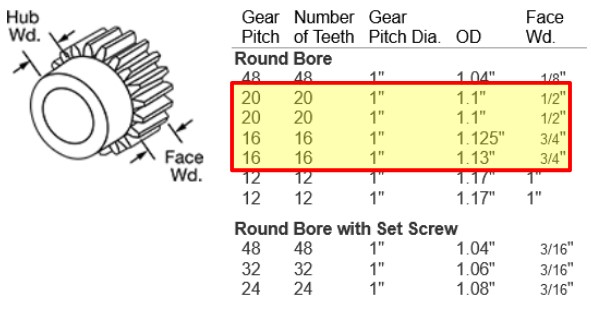 Hub
Wd.
Face
Wd.
Gear Number Gear Face
Pitch of Teeth Pitch Dia. OD Wd.
Round Bore
48 48 1" 1.04" 1/8"
20 20 1" 1.1" 1/2"
20 20 1" 1.1" 1/2"
16 16 1" 1.125" 3/4"
16 16 1" 1.13" 3/4"
12 12 1" 1.17" 1"
12 12 1" 1.17" 1"
Round Bore with Set Screw
48 48 1" 1.04" 3/16"
32 32 1" 1.06" 3/16"
24 24 1" 1.08" 3/16"